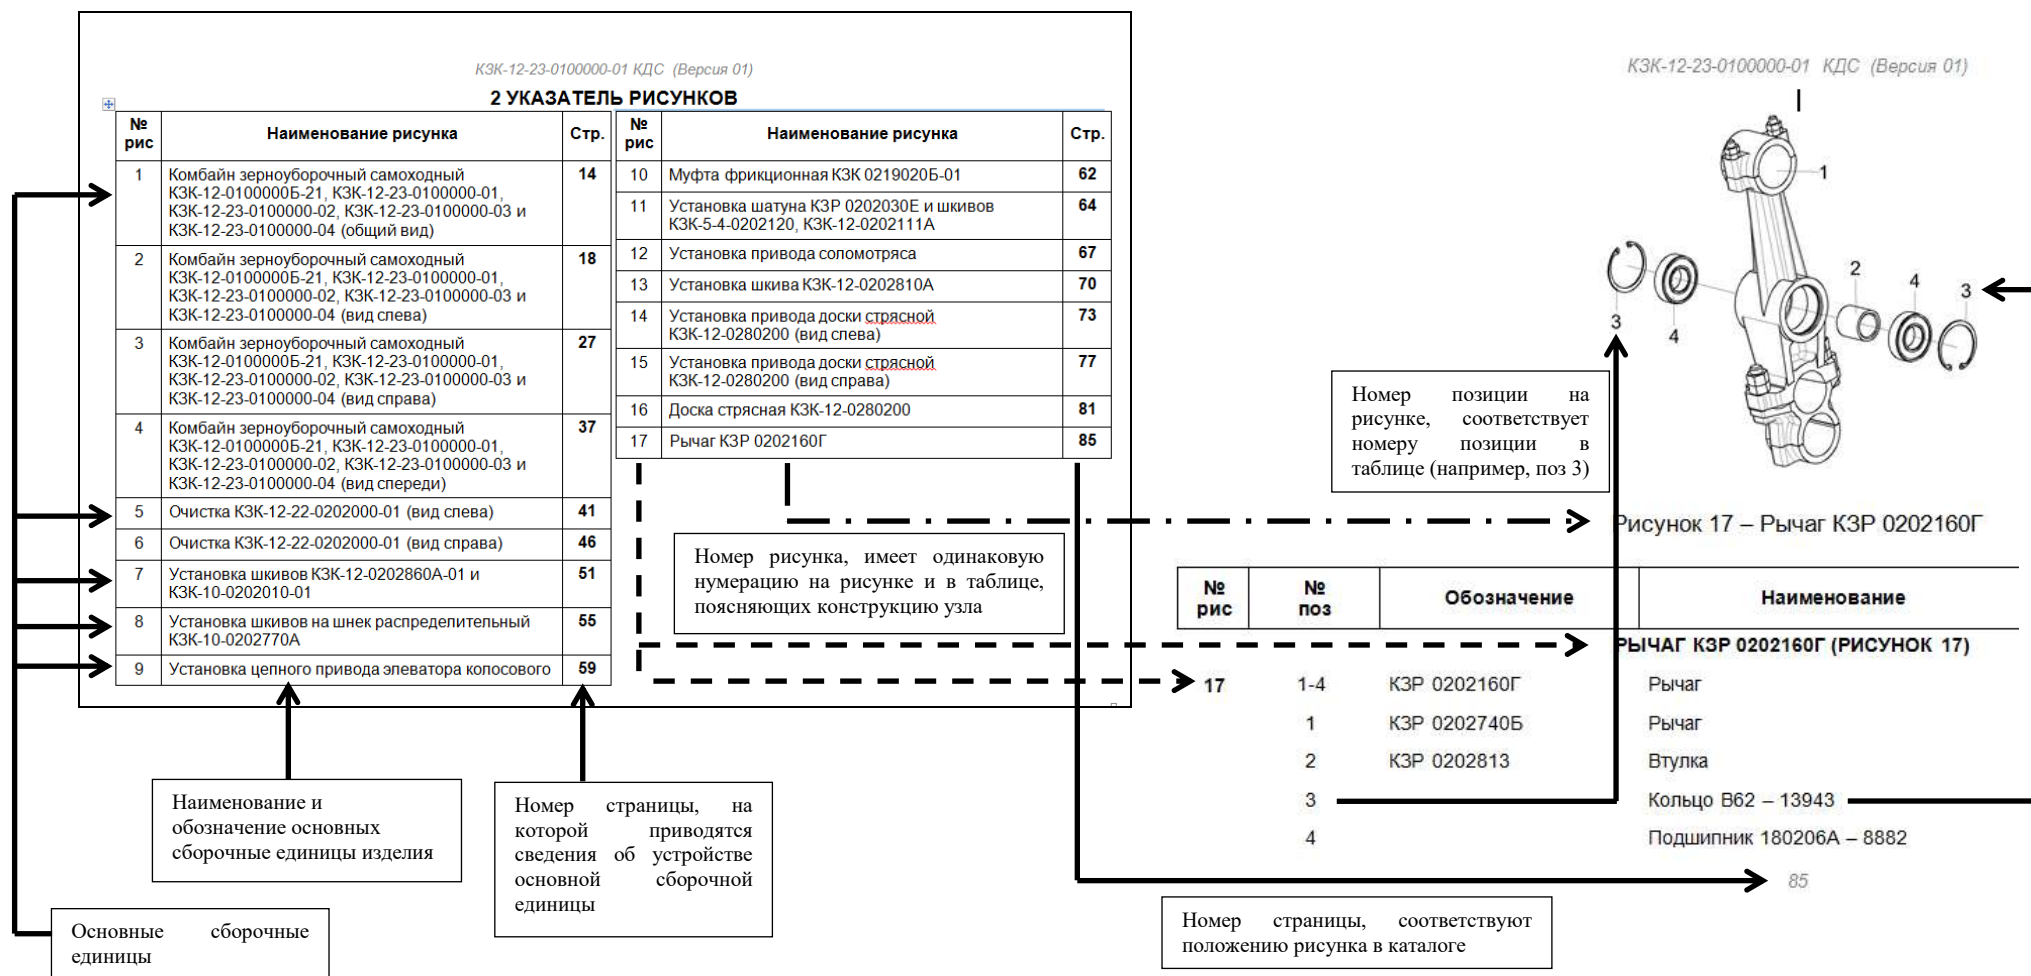 КЗК-12-23-0100000-01 КДС (Версия 01)
2 УКАЗАТЕЛЬ РИСУНКОВ
№ рис Наименование рисунка Стр.
1 Комбайн зерноуборочный самоходный 14
КЗК-12-0100000Б-21, КЗК-12-23-0100000-01,
КЗК-12-23-0100000-02, КЗК-12-23-0100000-03 и
КЗК-12-23-0100000-04 (общий вид)
2 Комбайн зерноуборочный самоходный 18
КЗК-12-0100000Б-21, КЗК-12-23-0100000-01,
КЗК-12-23-0100000-02, КЗК-12-23-0100000-03 и
КЗК-12-23-0100000-04 (вид слева)
3 Комбайн зерноуборочный самоходный 27
КЗК-12-0100000Б-21, КЗК-12-23-0100000-01,
КЗК-12-23-0100000-02, КЗК-12-23-0100000-03 и
КЗК-12-23-0100000-04 (вид справа)
4 Комбайн зерноуборочный самоходный 37
КЗК-12-0100000Б-21, КЗК-12-23-0100000-01,
КЗК-12-23-0100000-02, КЗК-12-23-0100000-03 и
КЗК-12-23-0100000-04 (вид спереди)
5 Очистка КЗК-12-22-0202000-01 (вид слева) 41
6 Очистка КЗК-12-22-0202000-01 (вид справа) 46
7 Установка шкивов КЗК-12-0202860А-01 и 51
КЗК-10-0202010-01
8 Установка шкивов на шнек распределительный 55
КЗК-10-0202770А
9 Установка цепного привода элеватора колосового 59
№ рис Наименование рисунка Стр.
10 Муфта фрикционная КЗК 0219020Б-01 62
11 Установка шатуна КЗР 0202030Е и шкивов 64
КЗК-5-4-0202120, КЗК-12-0202111А
12 Установка привода соломотряса 67
13 Установка шкива КЗК-12-0202810А 70
14 Установка привода доски стрясной 73
КЗК-12-0280200 (вид слева)
15 Установка привода доски стрясной 77
КЗК-12-0280200 (вид справа)
16 Доска стрясная КЗК-12-0280200 81
17 Рычаг КЗР 0202160Г 85
Номер рисунка, имеет одинаковую
нумерацию на рисунке и в таблице,
поясняющих конструкцию узла
Наименование и
обозначение основных
сборочные единицы изделия
Номер страницы, на
которой приводятся
сведения об устройстве
основной сборочной
единицы
Основные сборочные
единицы
КЗК-12-23-0100000-01 КДС (Версия 01)
1
2
4
3
3
4
Номер позиции на
рисунке, соответствует
номеру позиции в
таблице (например, поз 3)
Рисунок 17 – Рычаг КЗР 0202160Г
№ рис № поз Обозначение Наименование
РЫЧАГ КЗР 0202160Г (РИСУНОК 17)
17 1-4 КЗР 0202160Г Рычаг
1 КЗР 0202740Б Рычаг
2 КЗР 0202813 Втулка
3 Кольцо В62 – 13943
4 Подшипник 180206А – 8882
85
Номер страницы, соответствуют
положению рисунка в каталоге